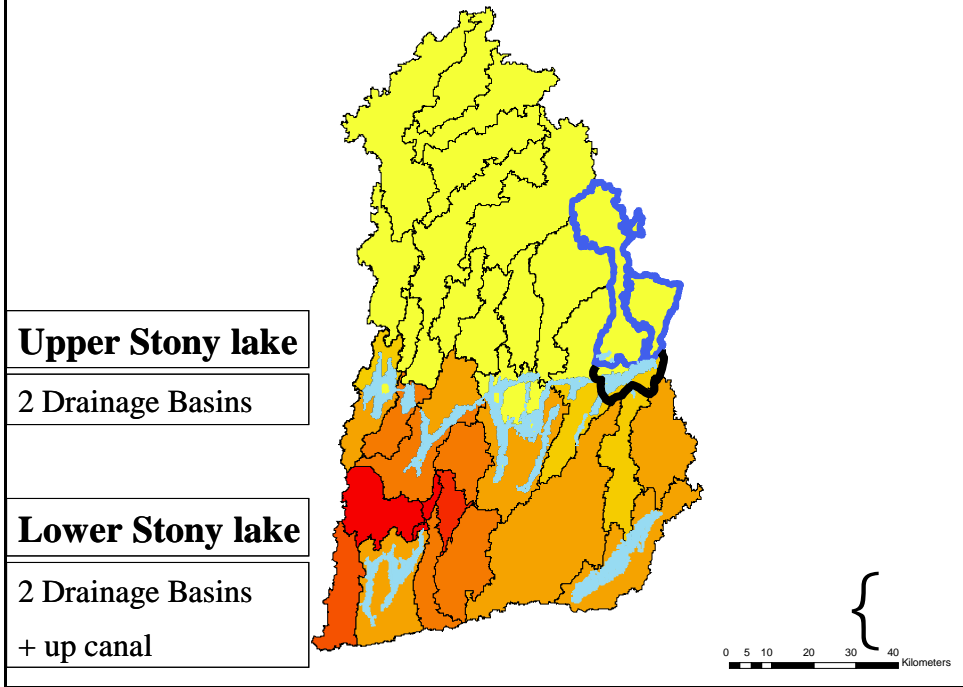 Upper Stony lake
2 Drainage Basins
Lower Stony lake
2 Drainage Basins
+ up canal
{
0 5 10 20 30 40
Kilometers